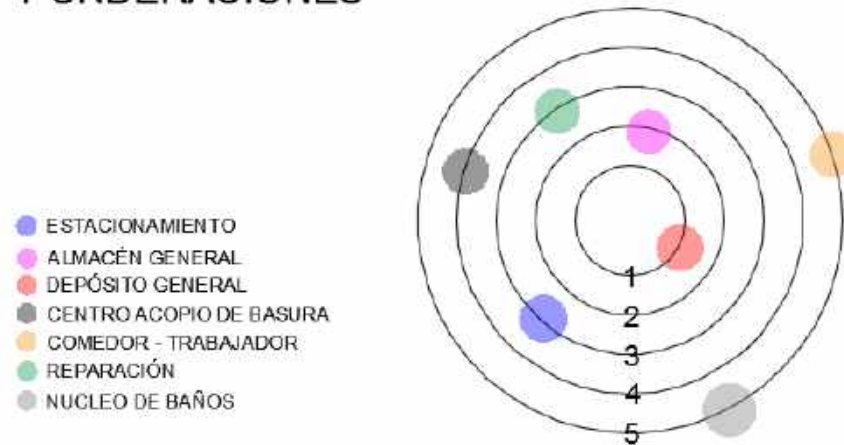 ESTACIONAMIENTO
ALMACÉN GENERAL
DEPÓSITO GENERAL
CENTRO ACOPIO DE BASURA
COMEDOR - TRABAJADOR
REPARACIÓN
NUCLEO DE BAÑOS
1
2
3
4
5